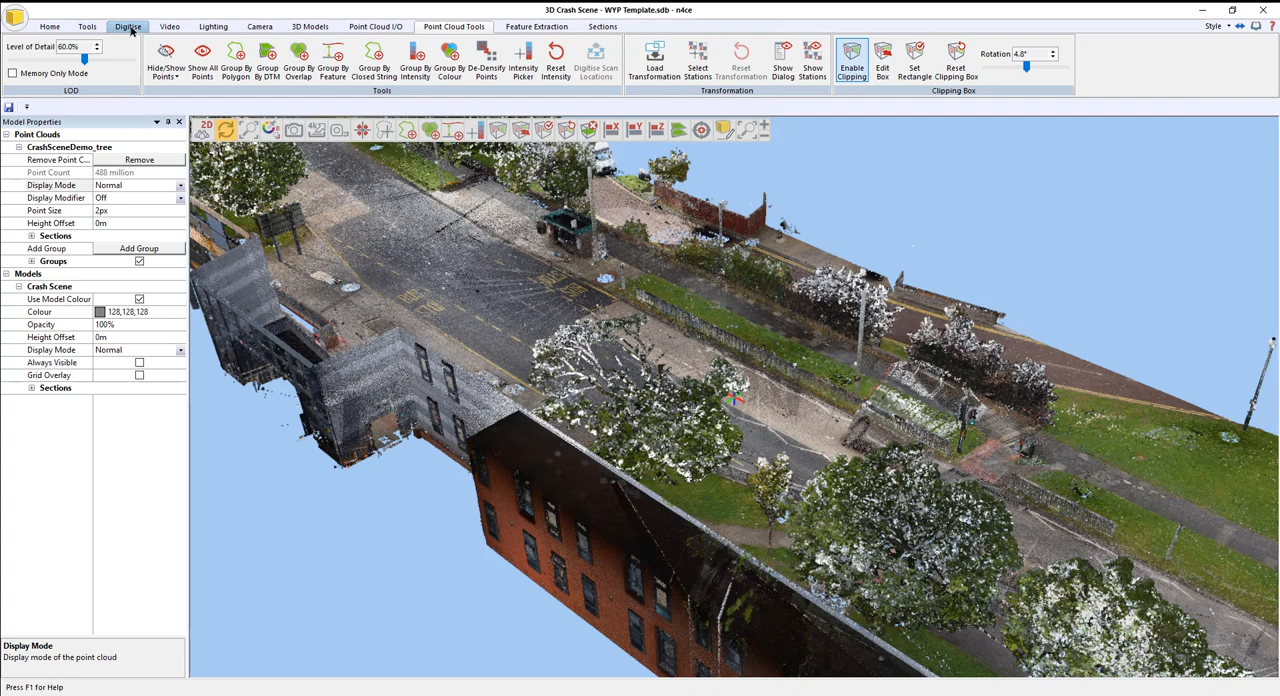 3D Crash Scene - WYP Template.sdb - n4ce
Home Tools Digitise Video Lighting Camera 3D Models Point Cloud I/O Point Cloud Tools Feature Extraction Sections Style
Level of Detail 60.0%
Memory Only Mode
LOD
Hide/Show Points
Show All Points
Group By Polygon
Group By DTM
Group By Overlap
Group By Feature
Group By Closed String
Group By Intensity
Group By Colour
De-Densify Points
Intensity Picker
Reset Intensity
Digitise Scan Locations
Tools
Load Transformation
Select Stations
Reset Transformation
Show Dialog
Show Stations
Transformation
Enable Clipping
Edit Box
Set Rectangle
Reset Clipping Box
Rotation 4.8°
Clipping Box
Model Properties
2D
4k
X
Y
Z
Point Clouds
CrashSceneDemo_tree
Remove Point C... Remove
Point Count 488 million
Display Mode Normal
Display Modifier Off
Point Size 2px
Height Offset 0m
Sections
Add Group Add Group
Groups
Models
Crash Scene
Use Model Colour
Colour 128,128,128
Opacity 100%
Height Offset 0m
Display Mode Normal
Always Visible
Grid Overlay
Sections
Display Mode
Display mode of the point cloud
Press F1 for Help